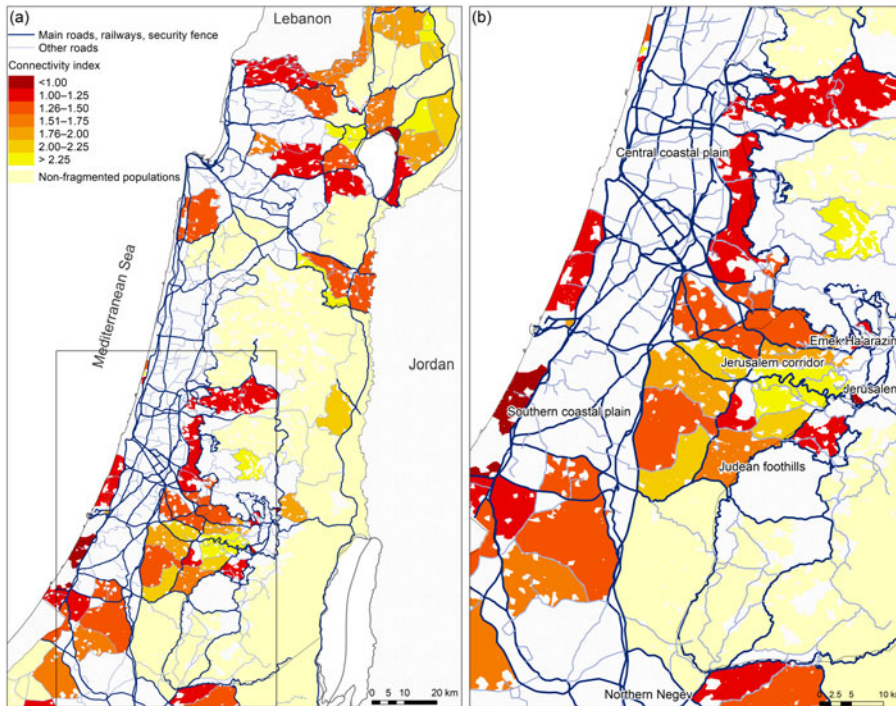 (a)
Lebanon
Main roads, railways, security fence
Other roads
Connectivity index
<1.00
1.00–1.25
1.26–1.50
1.51–1.75
1.76–2.00
2.00–2.25
> 2.25
Non-fragmented populations
Mediterranean Sea
Jordan
0 5 10 20 km
(b)
Central coastal plain
Emek Ha'arazim
Jerusalem corridor
Jerusalem
Southern coastal plain
Judean foothills
Northern Negev
0 2.5 5 10 km